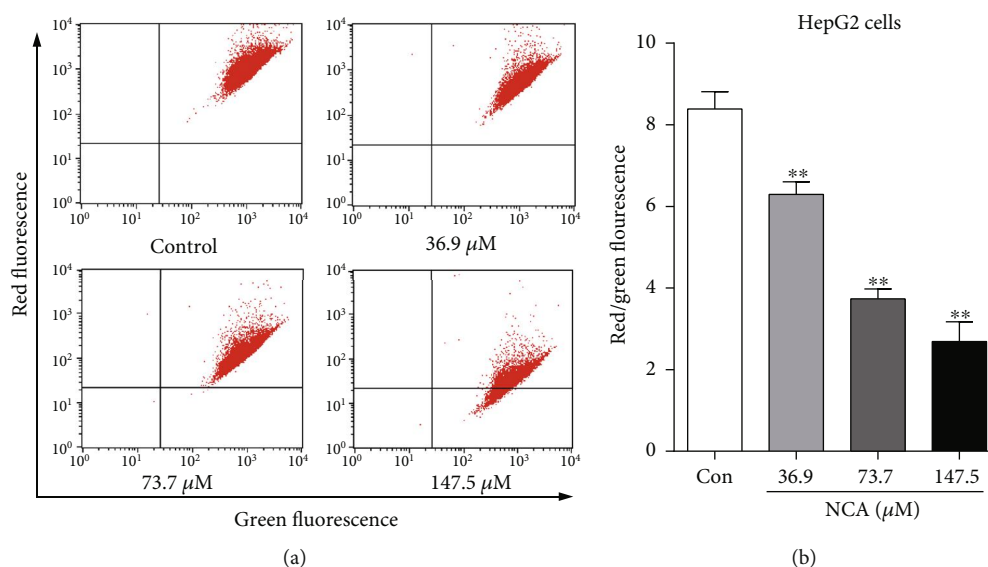 10⁴ 10³ 10² 10¹ 10⁰
10⁰ 10¹ 10² 10³ 10⁴
Control
10⁴ 10³ 10² 10¹ 10⁰
10⁰ 10¹ 10² 10³ 10⁴
36.9 μM
10⁴ 10³ 10² 10¹ 10⁰
10⁰ 10¹ 10² 10³ 10⁴
73.7 μM
10⁴ 10³ 10² 10¹ 10⁰
10⁰ 10¹ 10² 10³ 10⁴
147.5 μM
Red fluorescence
Green fluorescence
(a)
HepG2 cells
Red/green flourescence
10
8
6
4
2
0
**
**
**
Con 36.9 73.7 147.5
NCA (μM)
(b)